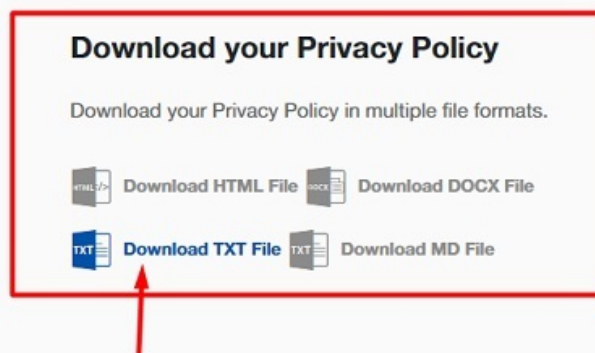 Download your Privacy Policy
Download your Privacy Policy in multiple file formats.
HTML</> Download HTML File DOCX Download DOCX File
TXT Download TXT File TXT Download MD File